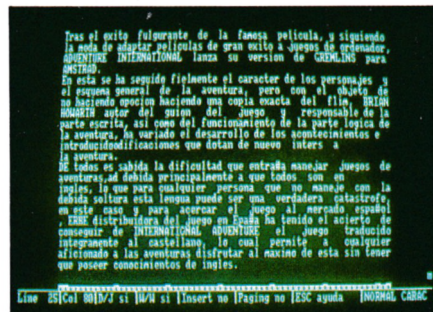 Tras el exito fulgurante de la famosa pelicula, y siguiendo
la moda de adaptar peliculas de gran exito a juegos de ordenador,
ADVENTURE INTERNATIONAL lanza su version de GREMLINS para
AMSTRAD.
En esta se ha seguido fielmente el caracter de los personajes y
el esquema general de la aventura, pero con el objeto de
no haciendo opocion haciendo una copia exacta del film, BRIAN
HOWARTH autor del guion del juego y responsable de la
parte escrita, asi como del funcionamiento de la parte logica de
la aventura, ha variado el desarrollo de los acontecimientos e
introducideodificaciones que dotan de nuevo inters a
la aventura.
DE todos es sabida la dificultad que entraña manejar juegos de
aventuras debida principalmente a que todos son en
ingles, lo que para cualquier persona que no maneje con la
debida soltura esta lengua puede ser una verdadera catastrofe,
en este caso y para acercar el juego al mercado español
, ERBE distribuidora del juego en Epaña ha tenido el acierto de
conseguir de INTERNATIONAL ADVENTURE el juego traducido
integramente al castellano, lo cual permite a cualquier
aficionado a las aventuras disfrutar al maximo de esta sin tener
que poseer conocimientos de ingles.
Line 25|Col 80|D/J si |W/W si |Insert no |Paging no |ESC ayuda |NORMAL CARAC